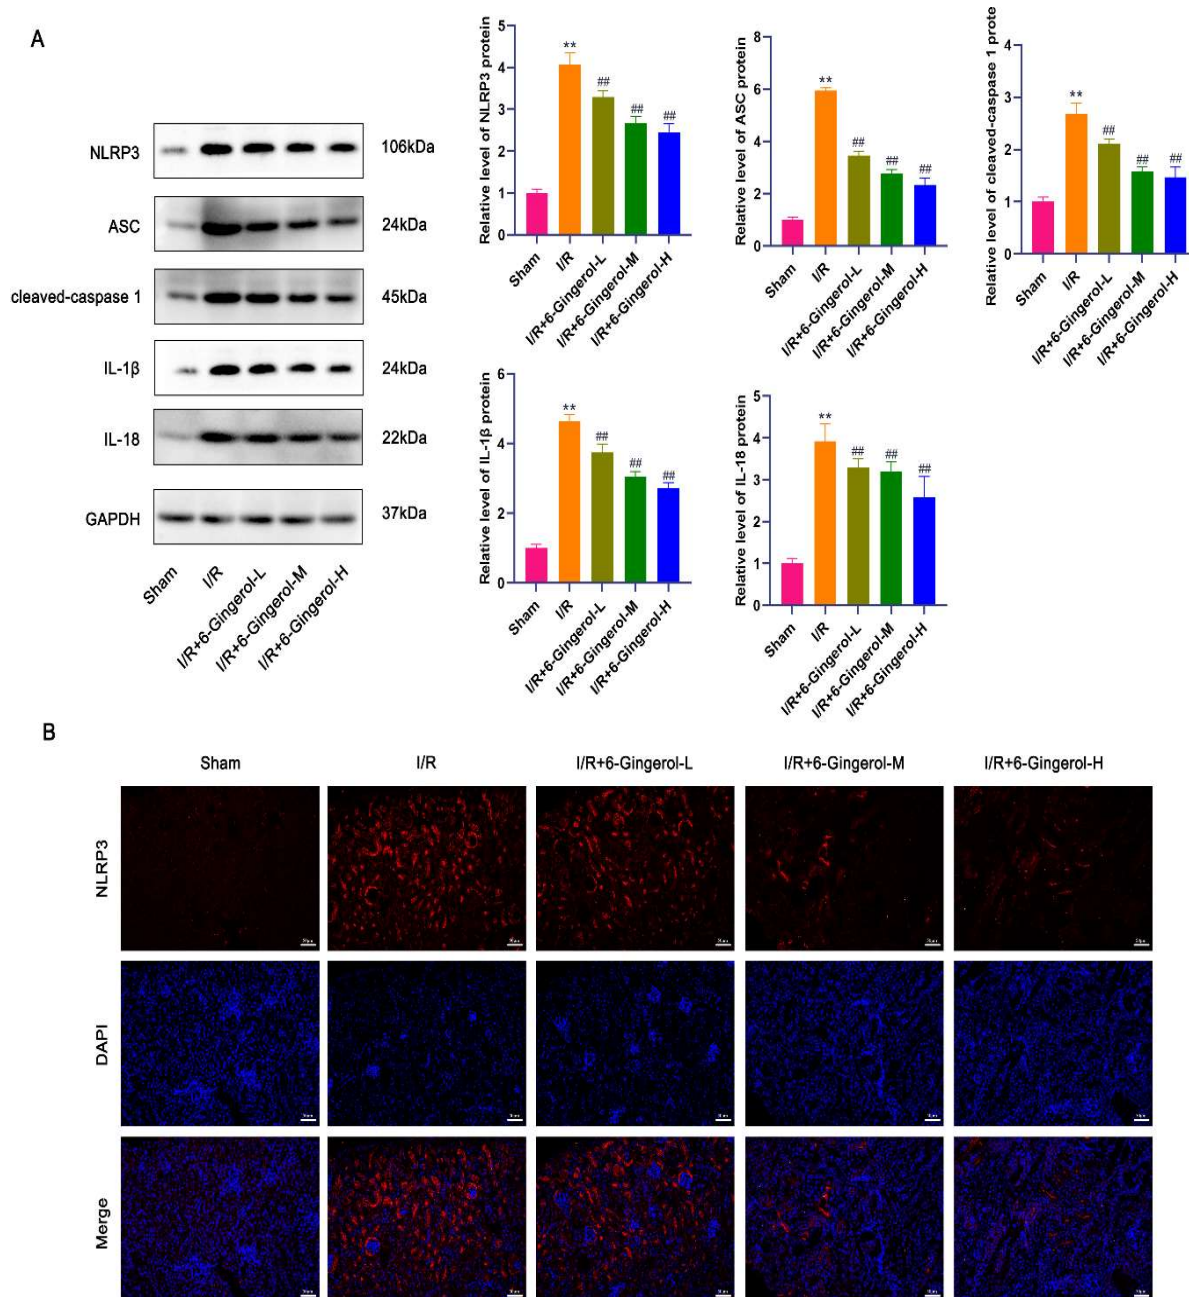 A
NLRP3
106kDa
ASC
24kDa
cleaved-caspase 1
45kDa
IL-1β
24kDa
IL-18
22kDa
GAPDH
37kDa
Sham
I/R
I/R+6-Gingerol-L
I/R+6-Gingerol-M
I/R+6-Gingerol-H
Relative level of NLRP3 protein
5
4
3
2
1
0
**
##
##
##
Sham
I/R
I/R+6-Gingerol-L
I/R+6-Gingerol-M
I/R+6-Gingerol-H
Relative level of ASC protein
8
6
4
2
0
**
##
##
##
Sham
I/R
I/R+6-Gingerol-L
I/R+6-Gingerol-M
I/R+6-Gingerol-H
Relative level of cleaved-caspase 1 prote
4
3
2
1
0
**
##
##
##
Sham
I/R
I/R+6-Gingerol-L
I/R+6-Gingerol-M
I/R+6-Gingerol-H
Relative level of IL-1β protein
6
4
2
0
**
##
##
##
Sham
I/R
I/R+6-Gingerol-L
I/R+6-Gingerol-M
I/R+6-Gingerol-H
Relative level of IL-18 protein
5
4
3
2
1
0
**
##
##
##
Sham
I/R
I/R+6-Gingerol-L
I/R+6-Gingerol-M
I/R+6-Gingerol-H
B
Sham
I/R
I/R+6-Gingerol-L
I/R+6-Gingerol-M
I/R+6-Gingerol-H
NLRP3
DAPI
Merge